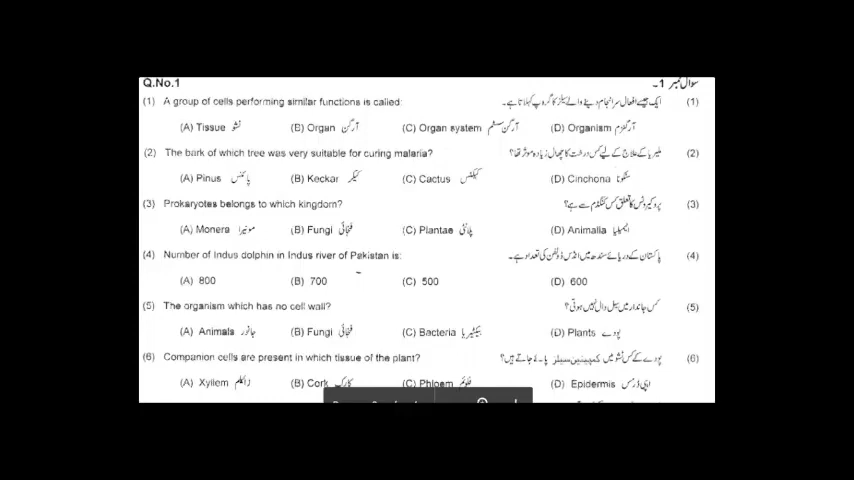 Q.No.1 سوال نمبر 1۔
(1) A group of cells performing similar functions is called: ایک جیسے افعال سرانجام دینے والے سیلز کا گروپ کہلاتا ہے۔ (1)
(A) Tissue ٹشو (B) Organ آرگن (C) Organ system آرگن سسٹم (D) Organism آرگنزم
(2) The bark of which tree was very suitable for curing malaria? ملیریا کے علاج کے لیے کس درخت کا چھال زیادہ موثر تھا؟ (2)
(A) Pinus پائنس (B) Keckar کیکر (C) Cactus کیکٹس (D) Cinchona سنکونا
(3) Prokaryotes belongs to which kingdom? پروکیریوٹس کا تعلق کس کنگڈم سے ہے؟ (3)
(A) Monera مونیرا (B) Fungi فنجائی (C) Plantae پلانٹی (D) Animalia اینیمیلیا
(4) Number of Indus dolphin in Indus river of Pakistan is: پاکستان کے دریائے سندھ میں انڈس ڈولفن کی تعداد ہے۔ (4)
(A) 800 (B) 700 (C) 500 (D) 600
(5) The organism which has no cell wall? کس جاندار میں سیل وال نہیں ہوتی؟ (5)
(A) Animals جانور (B) Fungi فنجائی (C) Bacteria بیکٹیریا (D) Plants پودے
(6) Companion cells are present in which tissue of the plant? پودے کے کس ٹشو میں کمپینین سیلز پائے جاتے ہیں؟ (6)
(A) Xylem زائلم (B) Cork کارک (C) Phloem فلوئم (D) Epidermis اپی ڈرمس